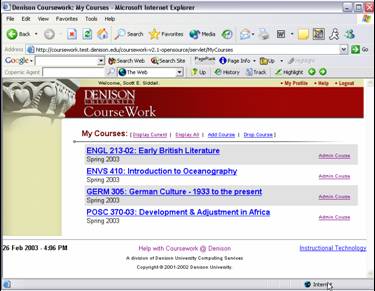 Denison Coursework; My Courses - Microsoft Internet Explorer
File Edit View Favorites Tools Help
Back Search Favorites Media
Address http://coursework.test.denison.edu/coursework-v2.1-opensource/servlet/MyCourses Go
Google Search Web Search Site PageRank Page Info Up Highlight
Copernic Agent The Web Up History Track Highlight
Welcome, Scott E. Siddall. My Profile Help Logout
DENISON
UNIVERSITY
COURSEWORK
My Courses: [ Display Current | Display All | Add Course | Drop Course ]
ENGL 213-02: Early British Literature
Spring 2003 Admin Course
ENVS 410: Introduction to Oceanography
Spring 2003 Admin Course
GERM 305: German Culture - 1933 to the present
Spring 2003 Admin Course
POSC 370-03: Development & Adjustment in Africa
Spring 2003 Admin Course
26 Feb 2003 - 4:06 PM Help with Coursework @ Denison Instructional Technology
A division of Denison University Computing Services
Copyright © 2001-2002 Denison University.